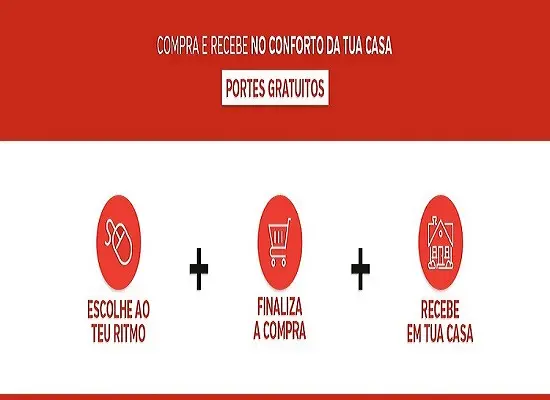 COMPRA E RECEBE NO CONFORTO DA TUA CASA
PORTES GRATUITOS
ESCOLHE AO
TEU RITMO
FINALIZA
A COMPRA
RECEBE
EM TUA CASA